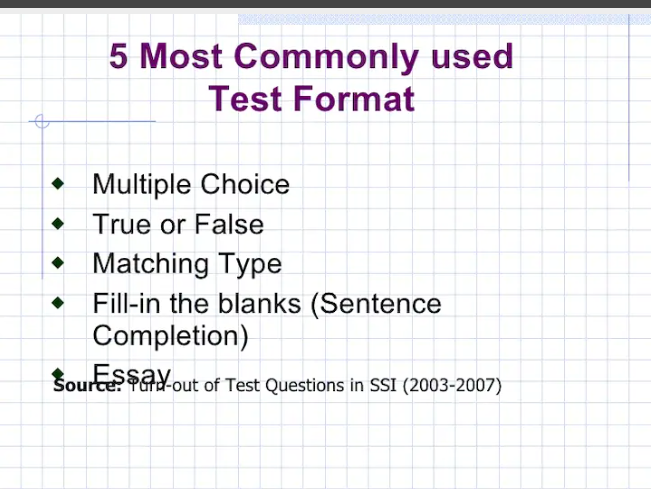 5 Most Commonly used
Test Format
Multiple Choice
True or False
Matching Type
Fill-in the blanks (Sentence
Completion)
Essay
Source: Turn-out of Test Questions in SSI (2003-2007)